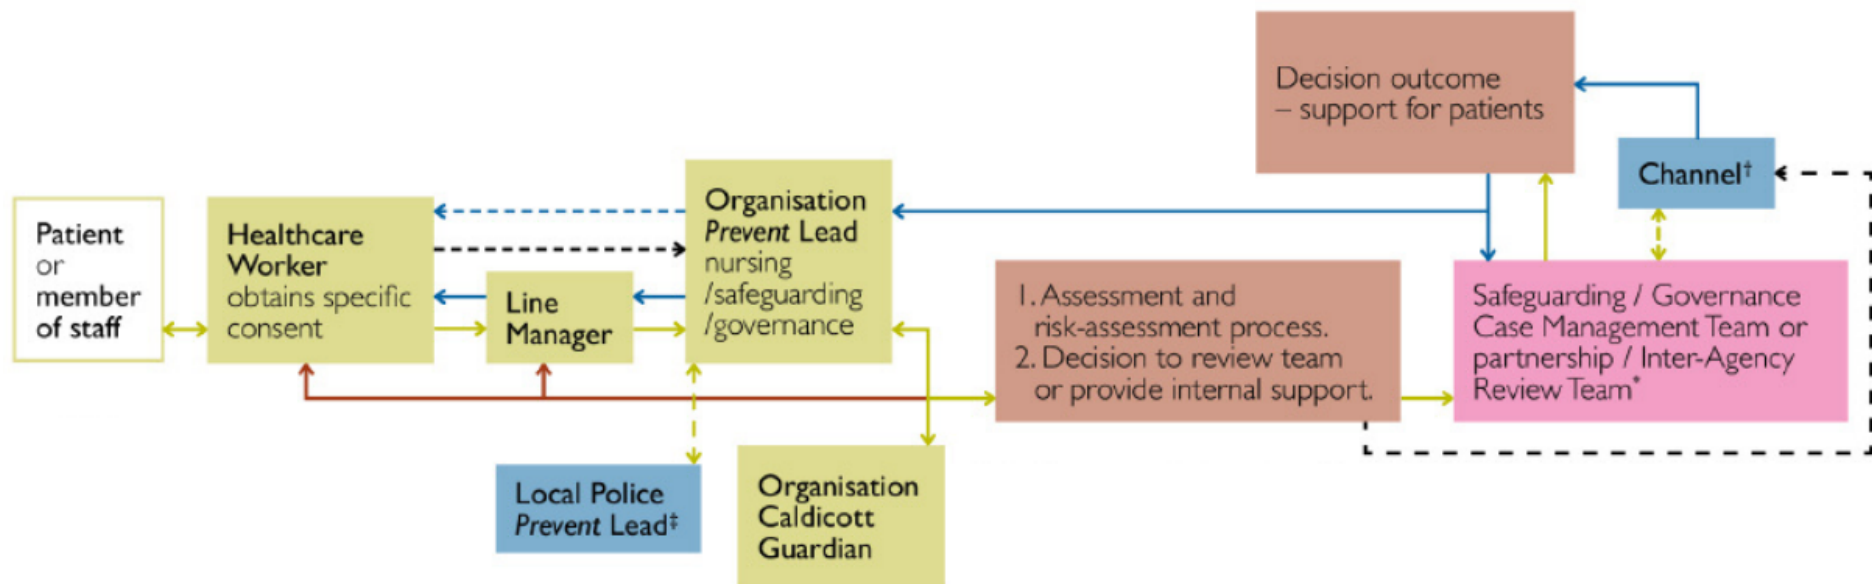 Patient
or
member
of staff
Healthcare
Worker
obtains specific
consent
Line
Manager
Organisation
Prevent Lead
nursing
/safeguarding
/governance
Local Police
Prevent Lead‡
Organisation
Caldicott
Guardian
1. Assessment and
risk-assessment process.
2. Decision to review team
or provide internal support.
Decision outcome
– support for patients
Channel†
Safeguarding / Governance
Case Management Team or
partnership / Inter-Agency
Review Team*